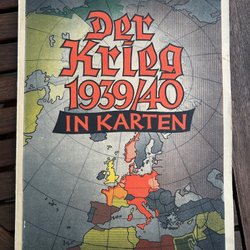 Der
Krieg
1939/40
IN KARTEN